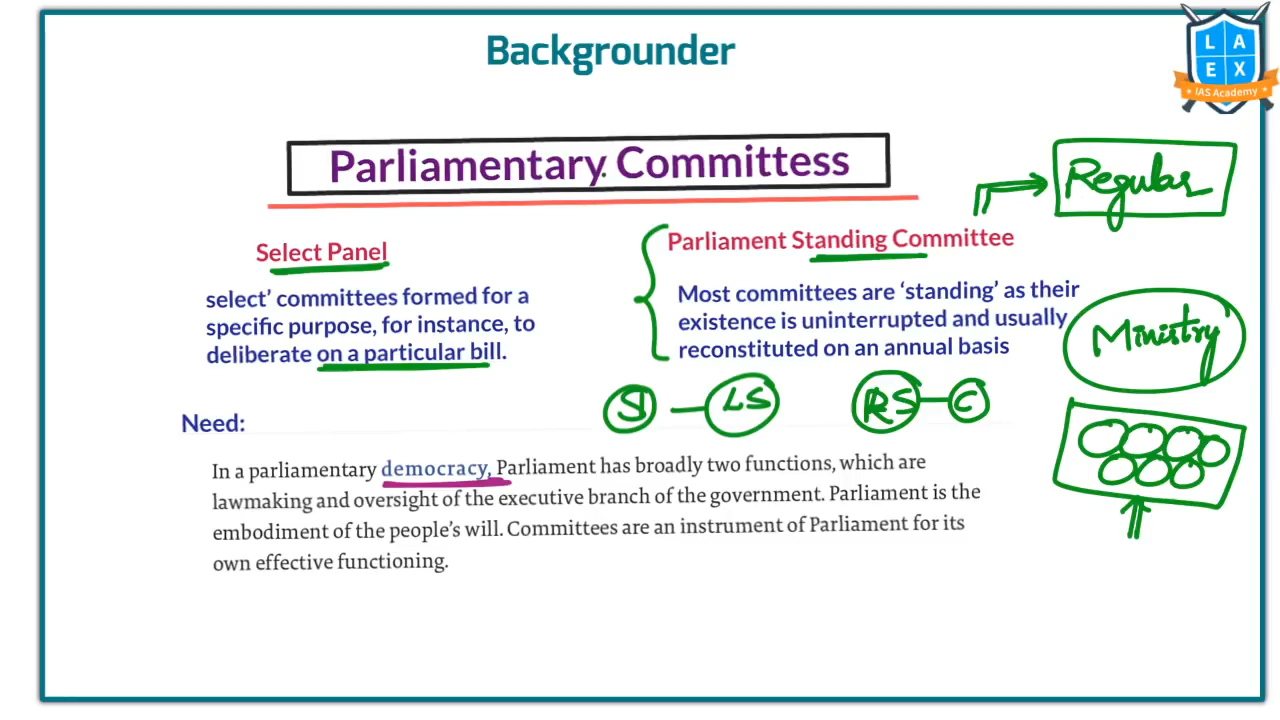 Backgrounder
L A
E X
IAS Academy
Parliamentary Committess
Regular
Select Panel
select’ committees formed for a
specific purpose, for instance, to
deliberate on a particular bill.
Parliament Standing Committee
Most committees are ‘standing’ as their
existence is uninterrupted and usually
reconstituted on an annual basis
Ministry
LS
RS C
Need:
In a parliamentary democracy, Parliament has broadly two functions, which are
lawmaking and oversight of the executive branch of the government. Parliament is the
embodiment of the people’s will. Committees are an instrument of Parliament for its
own effective functioning.